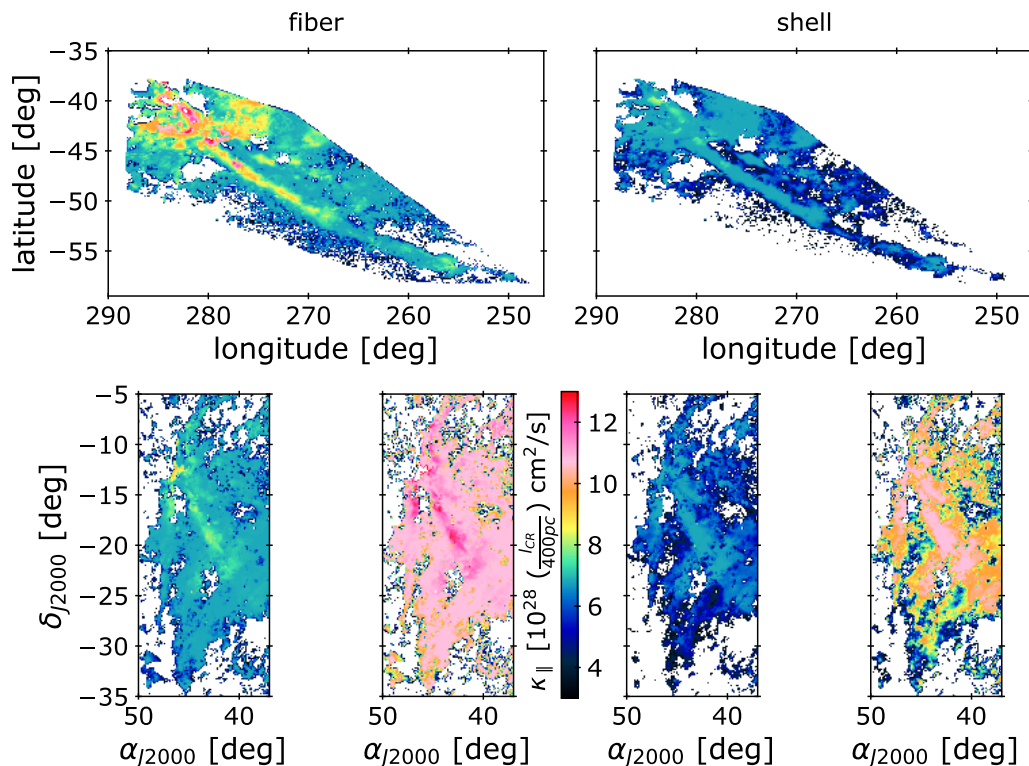 fiber
shell
−35
−40
−45
−50
−55
latitude [deg]
290 280 270 260 250
longitude [deg]
290 280 270 260 250
longitude [deg]
−5
−10
−15
−20
−25
−30
−35
δJ2000 [deg]
50 40
αJ2000 [deg]
50 40
αJ2000 [deg]
12
10
8
6
4
κ∥ [10^28 (l_CR/400pc) cm²/s]
50 40
αJ2000 [deg]
50 40
αJ2000 [deg]